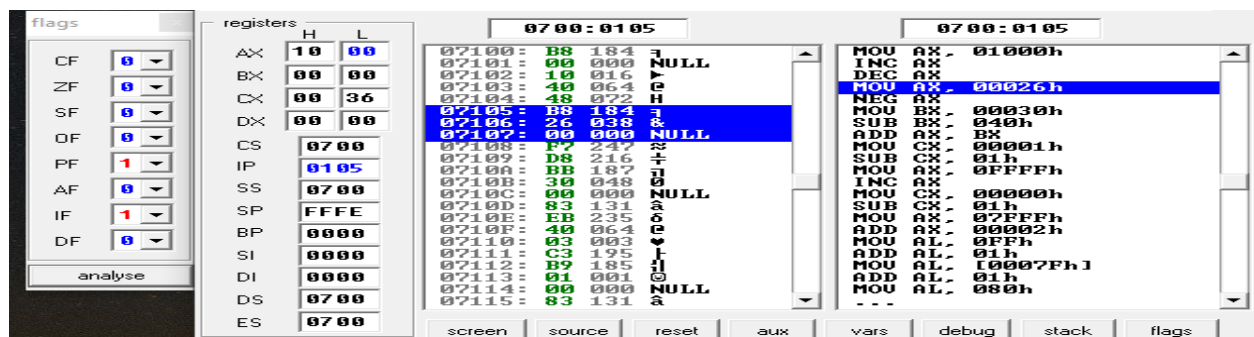 flags
CF 0
ZF 0
SF 0
OF 0
PF 1
AF 0
IF 1
DF 0
analyse
registers
H L
AX 10 00
BX 00 00
CX 00 36
DX 00 00
CS 0700
IP 0105
SS 0700
SP FFFE
BP 0000
SI 0000
DI 0000
DS 0700
ES 0700
0700:0105
07100: B8 184 ╕
07101: 00 000 NULL
07102: 10 016 ►
07103: 40 064 @
07104: 48 072 H
07105: B8 184 ╕
07106: 26 038 &
07107: 00 000 NULL
07108: F7 247 ≈
07109: D8 216 ╪
0710A: BB 187 ╗
0710B: 30 048 0
0710C: 00 000 NULL
0710D: 83 131 â
0710E: EB 235 δ
0710F: 40 064 @
07110: 03 003 ♥
07111: C3 195 ├
07112: B9 185 ╣
07113: 01 001 ☺
07114: 00 000 NULL
07115: 83 131 â
0700:0105
MOV AX, 01000h
INC AX
DEC AX
MOV AX, 00026h
NEG AX
MOV BX, 00030h
SUB BX, 040h
ADD AX, BX
MOV CX, 00001h
SUB CX, 01h
MOV AX, 0FFFFh
INC AX
MOV CX, 00000h
SUB CX, 01h
MOV AX, 07FFFh
ADD AX, 00002h
MOV AL, 0FFh
ADD AL, 01h
MOV AL, [0007Fh]
ADD AL, 01h
MOV AL, 080h
...
screen source reset aux vars debug stack flags